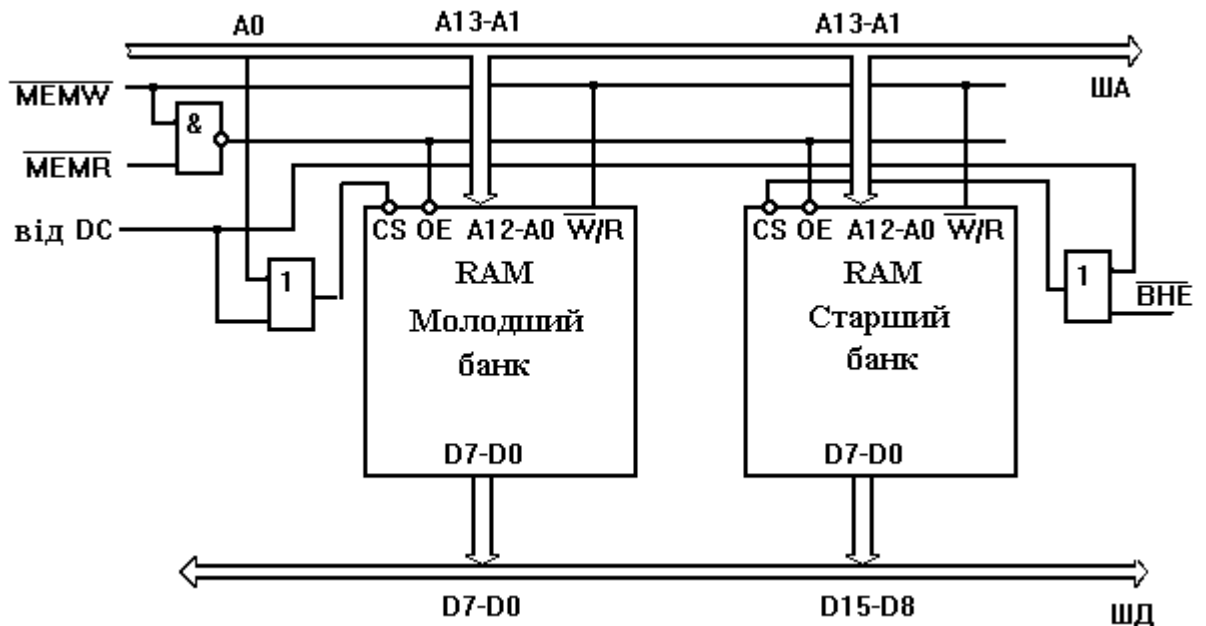 A0 A13-A1 A13-A1
ША
MEMW
&
MEMR
від DC
CS OE A12-A0 W/R
CS OE A12-A0 W/R
1
RAM
Молодший
банк
RAM
Старший
банк
1
BHE
D7-D0 D7-D0
D7-D0 D15-D8
ШД